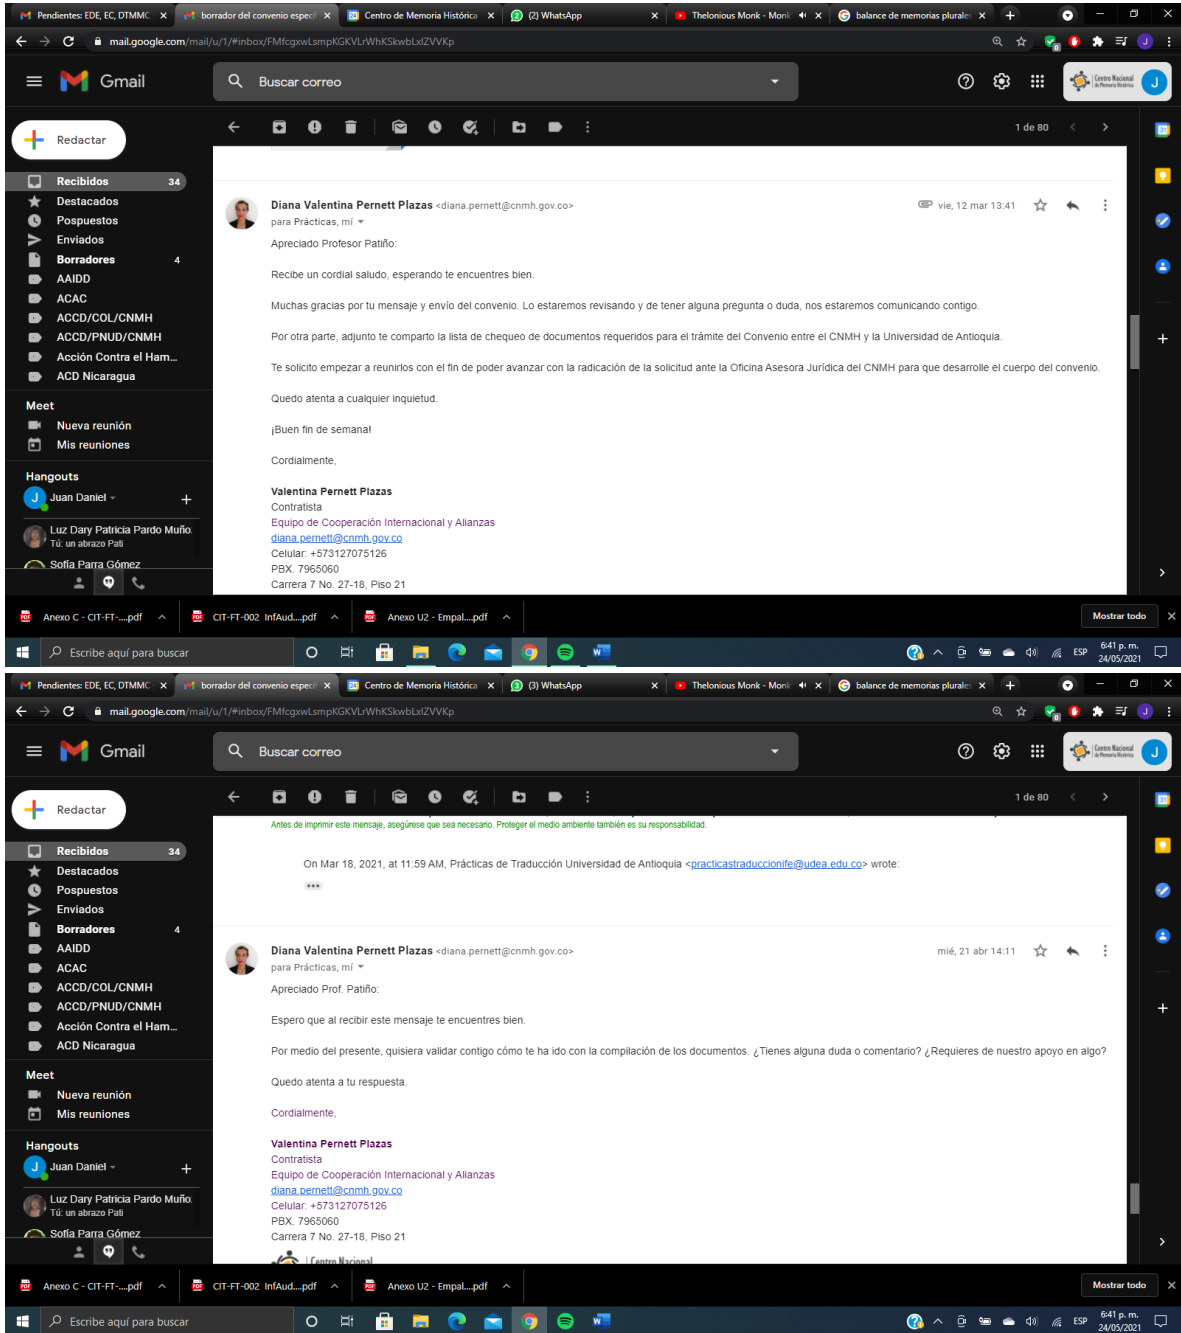 Pendientes: EDE, EC, DTMMC
borrador del convenio especí
Centro de Memoria Histórica
(2) WhatsApp
Thelonious Monk - Monk
balance de memorias plurales
mail.google.com/mail/u/1/#inbox/FMfcgxwLsmpKGKVLrWhKSkwbLxlZVVKp
Gmail
Buscar correo
Centro Nacional
de Memoria Histórica
J
Redactar
1 de 80
Recibidos 34
Destacados
Pospuestos
Enviados
Borradores 4
AAIDD
ACAC
ACCD/COL/CNMH
ACCD/PNUD/CNMH
Acción Contra el Ham...
ACD Nicaragua
Meet
Nueva reunión
Mis reuniones
Hangouts
Juan Daniel
Luz Dary Patricia Pardo Muño
Tú: un abrazo Pati
Sofía Parra Gómez
Diana Valentina Pernett Plazas <diana.pernett@cnmh.gov.co>
vie, 12 mar 13:41
para Prácticas, mí
Apreciado Profesor Patiño:
Recibe un cordial saludo, esperando te encuentres bien.
Muchas gracias por tu mensaje y envío del convenio. Lo estaremos revisando y de tener alguna pregunta o duda, nos estaremos comunicando contigo.
Por otra parte, adjunto te comparto la lista de chequeo de documentos requeridos para el trámite del Convenio entre el CNMH y la Universidad de Antioquia.
Te solicito empezar a reunirlos con el fin de poder avanzar con la radicación de la solicitud ante la Oficina Asesora Jurídica del CNMH para que desarrolle el cuerpo del convenio.
Quedo atenta a cualquier inquietud.
¡Buen fin de semana!
Cordialmente,
Valentina Pernett Plazas
Contratista
Equipo de Cooperación Internacional y Alianzas
diana.pernett@cnmh.gov.co
Celular: +573127075126
PBX. 7965060
Carrera 7 No. 27-18, Piso 21
Anexo C - CIT-FT-....pdf
CIT-FT-002 InfAud....pdf
Anexo U2 - Empal....pdf
Mostrar todo
Escribe aquí para buscar
ESP
6:41 p. m.
24/05/2021
Pendientes: EDE, EC, DTMMC
borrador del convenio especí
Centro de Memoria Histórica
(3) WhatsApp
Thelonious Monk - Monk
balance de memorias plurales
mail.google.com/mail/u/1/#inbox/FMfcgxwLsmpKGKVLrWhKSkwbLxlZVVKp
Gmail
Buscar correo
Centro Nacional
de Memoria Histórica
J
Redactar
1 de 80
Recibidos 34
Destacados
Pospuestos
Enviados
Borradores 4
AAIDD
ACAC
ACCD/COL/CNMH
ACCD/PNUD/CNMH
Acción Contra el Ham...
ACD Nicaragua
Meet
Nueva reunión
Mis reuniones
Hangouts
Juan Daniel
Luz Dary Patricia Pardo Muño
Tú: un abrazo Pati
Sofía Parra Gómez
Antes de imprimir este mensaje, asegúrese que sea necesario. Proteger el medio ambiente también es su responsabilidad.
On Mar 18, 2021, at 11:59 AM, Prácticas de Traducción Universidad de Antioquia <practicastraduccionife@udea.edu.co> wrote:
Diana Valentina Pernett Plazas <diana.pernett@cnmh.gov.co>
mié, 21 abr 14:11
para Prácticas, mí
Apreciado Prof. Patiño:
Espero que al recibir este mensaje te encuentres bien.
Por medio del presente, quisiera validar contigo cómo te ha ido con la compilación de los documentos. ¿Tienes alguna duda o comentario? ¿Requieres de nuestro apoyo en algo?
Quedo atenta a tu respuesta.
Cordialmente,
Valentina Pernett Plazas
Contratista
Equipo de Cooperación Internacional y Alianzas
diana.pernett@cnmh.gov.co
Celular: +573127075126
PBX. 7965060
Carrera 7 No. 27-18, Piso 21
Centro Nacional
Anexo C - CIT-FT-....pdf
CIT-FT-002 InfAud....pdf
Anexo U2 - Empal....pdf
Mostrar todo
Escribe aquí para buscar
ESP
6:41 p. m.
24/05/2021